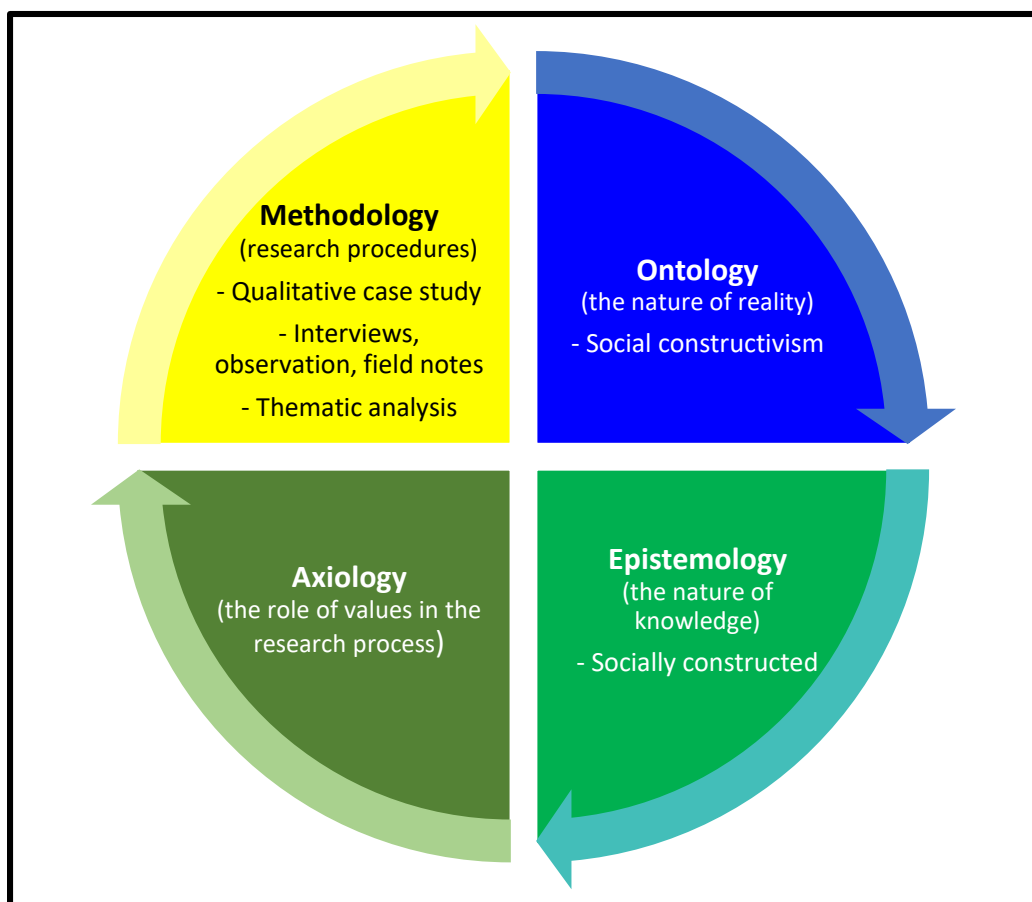 Methodology
(research procedures)
- Qualitative case study
- Interviews,
observation, field notes
- Thematic analysis
Ontology
(the nature of reality)
- Social constructivism
Axiology
(the role of values in the
research process)
Epistemology
(the nature of
knowledge)
- Socially constructed